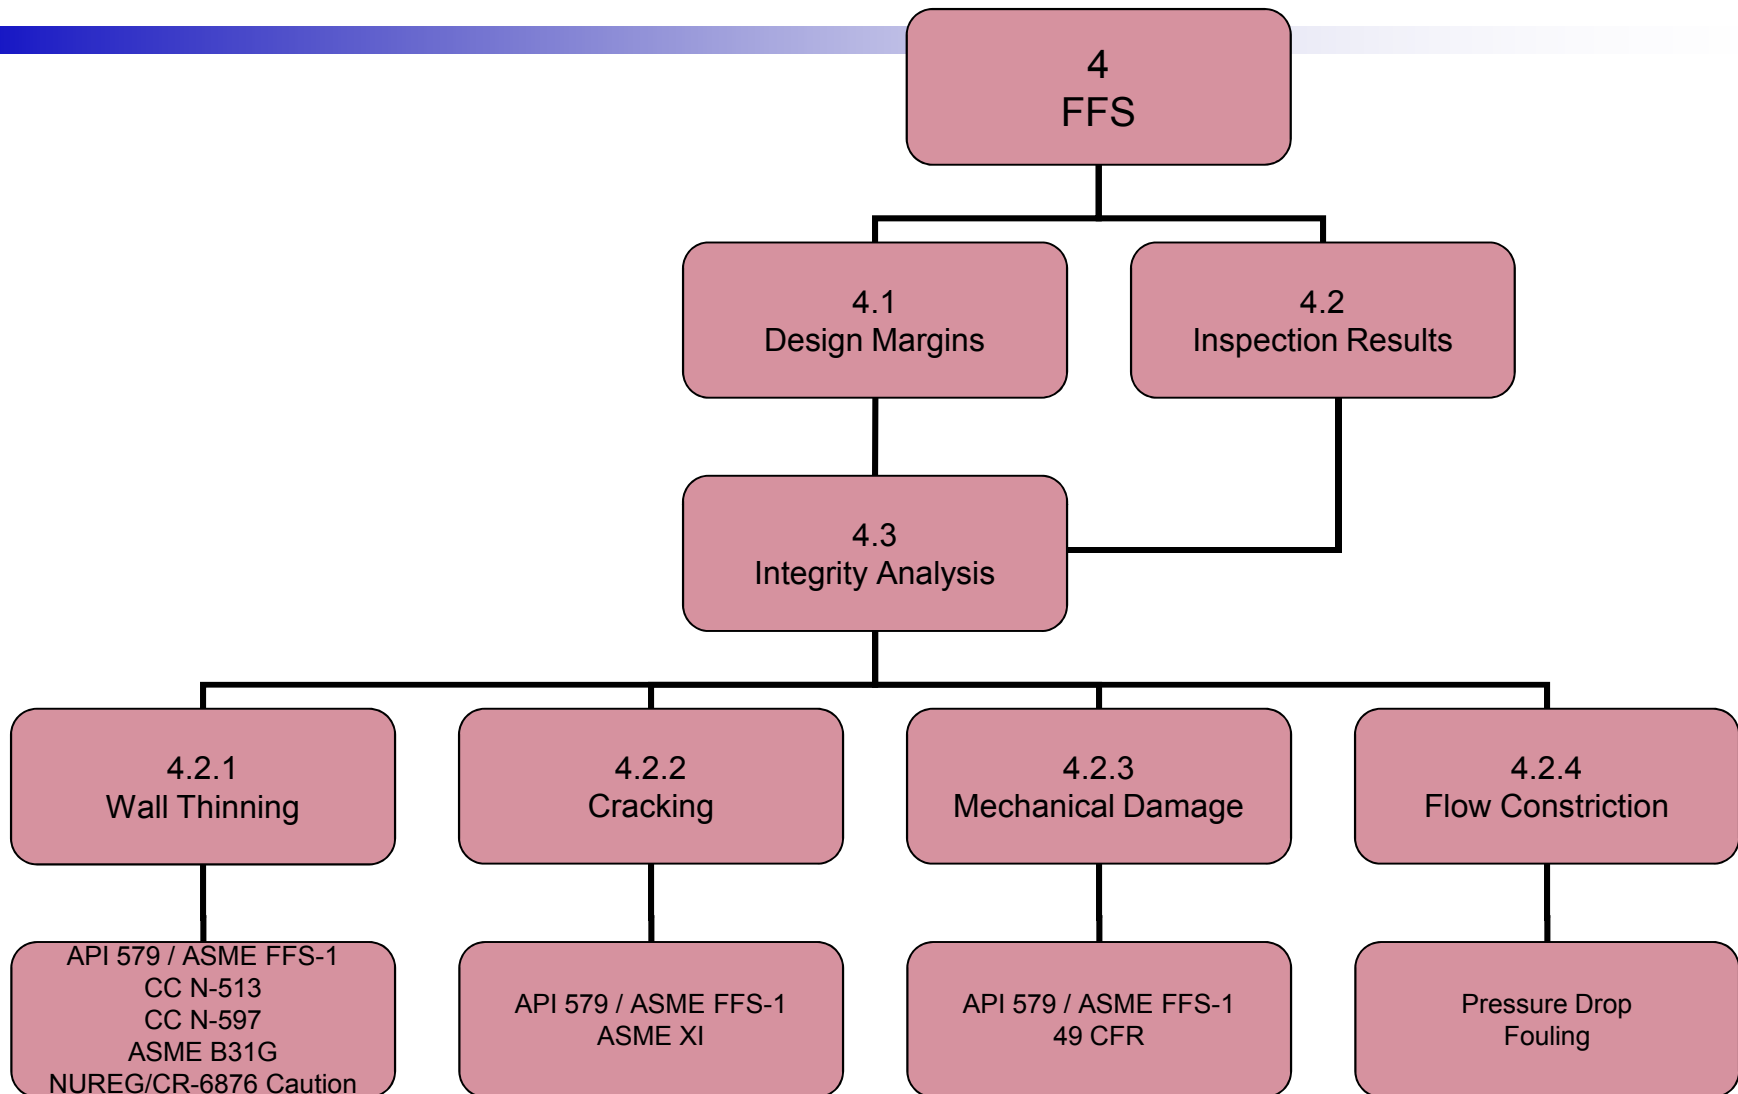 4
FFS
4.1
Design Margins
4.2
Inspection Results
4.3
Integrity Analysis
4.2.1
Wall Thinning
4.2.2
Cracking
4.2.3
Mechanical Damage
4.2.4
Flow Constriction
API 579 / ASME FFS-1
CC N-513
CC N-597
ASME B31G
NUREG/CR-6876 Caution
API 579 / ASME FFS-1
ASME XI
API 579 / ASME FFS-1
49 CFR
Pressure Drop
Fouling